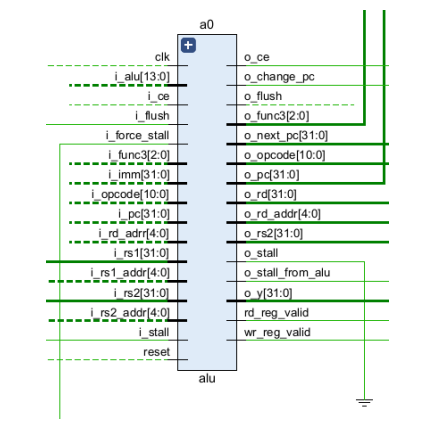 a0
clk
i_alu[13:0]
i_ce
i_flush
i_force_stall
i_func3[2:0]
i_imm[31:0]
i_opcode[10:0]
i_pc[31:0]
i_rd_adrr[4:0]
i_rs1[31:0]
i_rs1_addr[4:0]
i_rs2[31:0]
i_rs2_addr[4:0]
i_stall
reset
o_ce
o_change_pc
o_flush
o_func3[2:0]
o_next_pc[31:0]
o_opcode[10:0]
o_pc[31:0]
o_rd[31:0]
o_rd_addr[4:0]
o_rs2[31:0]
o_stall
o_stall_from_alu
o_y[31:0]
rd_reg_valid
wr_reg_valid
alu